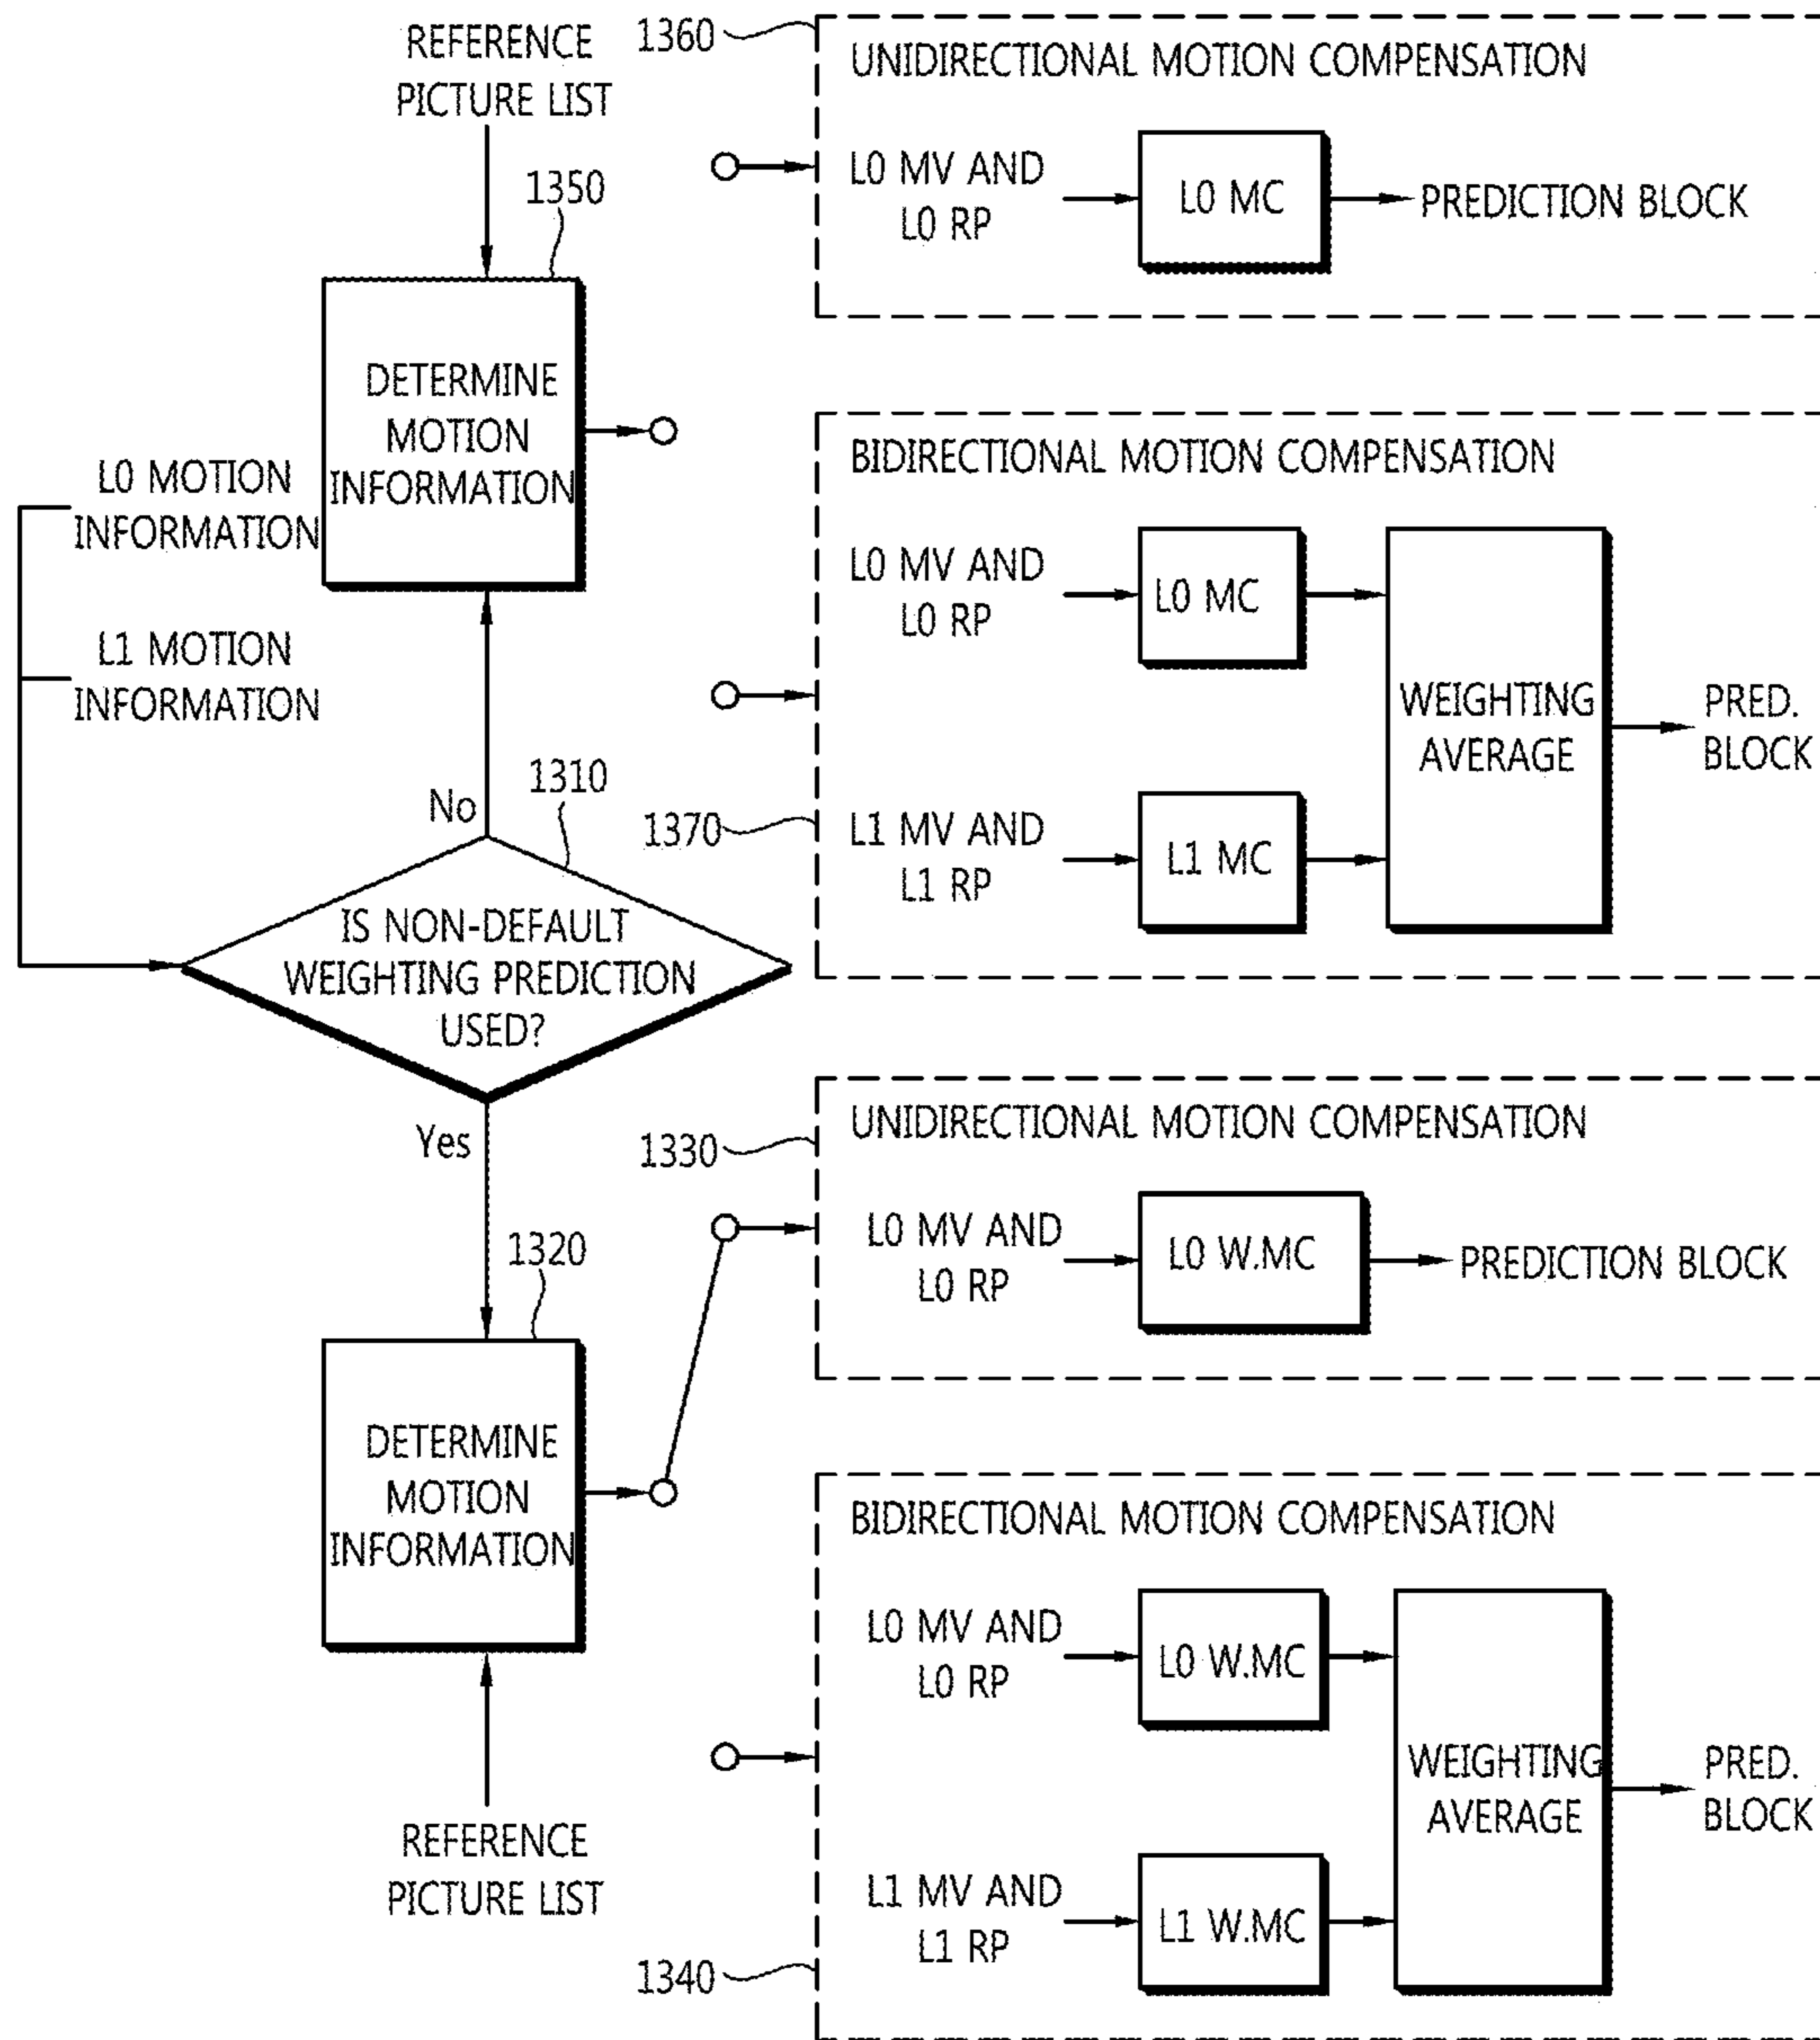 REFERENCE
PICTURE LIST
1350
DETERMINE
MOTION
INFORMATION
L0 MOTION
INFORMATION
L1 MOTION
INFORMATION
No
1310
IS NON-DEFAULT
WEIGHTING PREDICTION
USED?
Yes
1320
DETERMINE
MOTION
INFORMATION
REFERENCE
PICTURE LIST
1360
UNIDIRECTIONAL MOTION COMPENSATION
L0 MV AND
L0 RP
L0 MC
PREDICTION BLOCK
BIDIRECTIONAL MOTION COMPENSATION
L0 MV AND
L0 RP
L0 MC
1370
L1 MV AND
L1 RP
L1 MC
WEIGHTING
AVERAGE
PRED.
BLOCK
UNIDIRECTIONAL MOTION COMPENSATION
1330
L0 MV AND
L0 RP
L0 W.MC
PREDICTION BLOCK
BIDIRECTIONAL MOTION COMPENSATION
L0 MV AND
L0 RP
L0 W.MC
L1 MV AND
L1 RP
L1 W.MC
1340
WEIGHTING
AVERAGE
PRED.
BLOCK